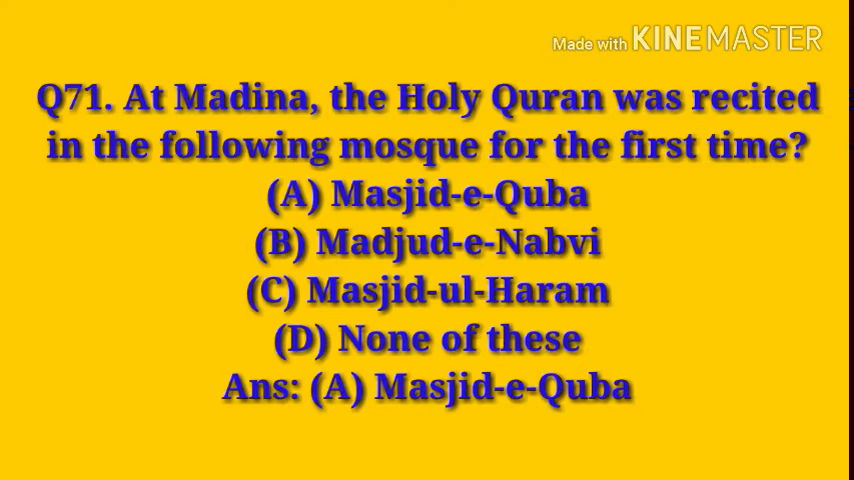 Made with KINEMASTER
Q71. At Madina, the Holy Quran was recited
in the following mosque for the first time?
(A) Masjid-e-Quba
(B) Madjud-e-Nabvi
(C) Masjid-ul-Haram
(D) None of these
Ans: (A) Masjid-e-Quba